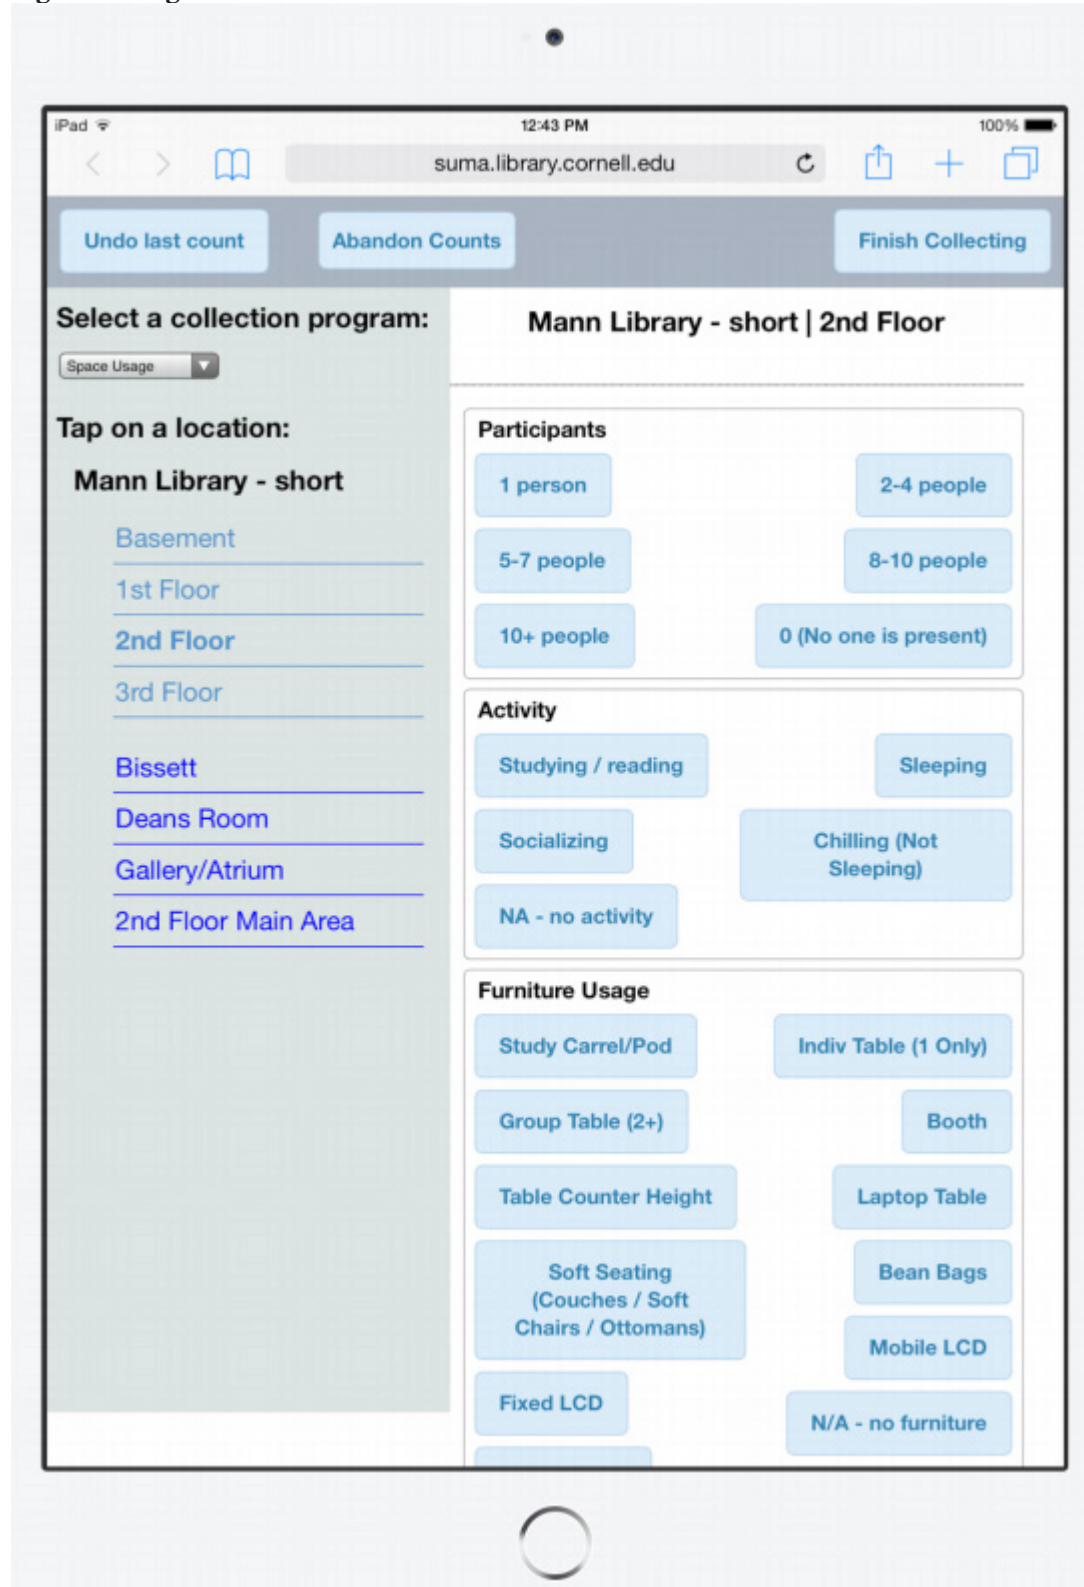 iPad
12:43 PM
100%
suma.library.cornell.edu
Undo last count
Abandon Counts
Finish Collecting
Select a collection program:
Space Usage
Tap on a location:
Mann Library - short
Basement
1st Floor
2nd Floor
3rd Floor
Bissett
Deans Room
Gallery/Atrium
2nd Floor Main Area
Mann Library - short | 2nd Floor
Participants
1 person
2-4 people
5-7 people
8-10 people
10+ people
0 (No one is present)
Activity
Studying / reading
Sleeping
Socializing
Chilling (Not
Sleeping)
NA - no activity
Furniture Usage
Study Carrel/Pod
Indiv Table (1 Only)
Group Table (2+)
Booth
Table Counter Height
Laptop Table
Soft Seating
(Couches / Soft
Chairs / Ottomans)
Bean Bags
Mobile LCD
Fixed LCD
N/A - no furniture